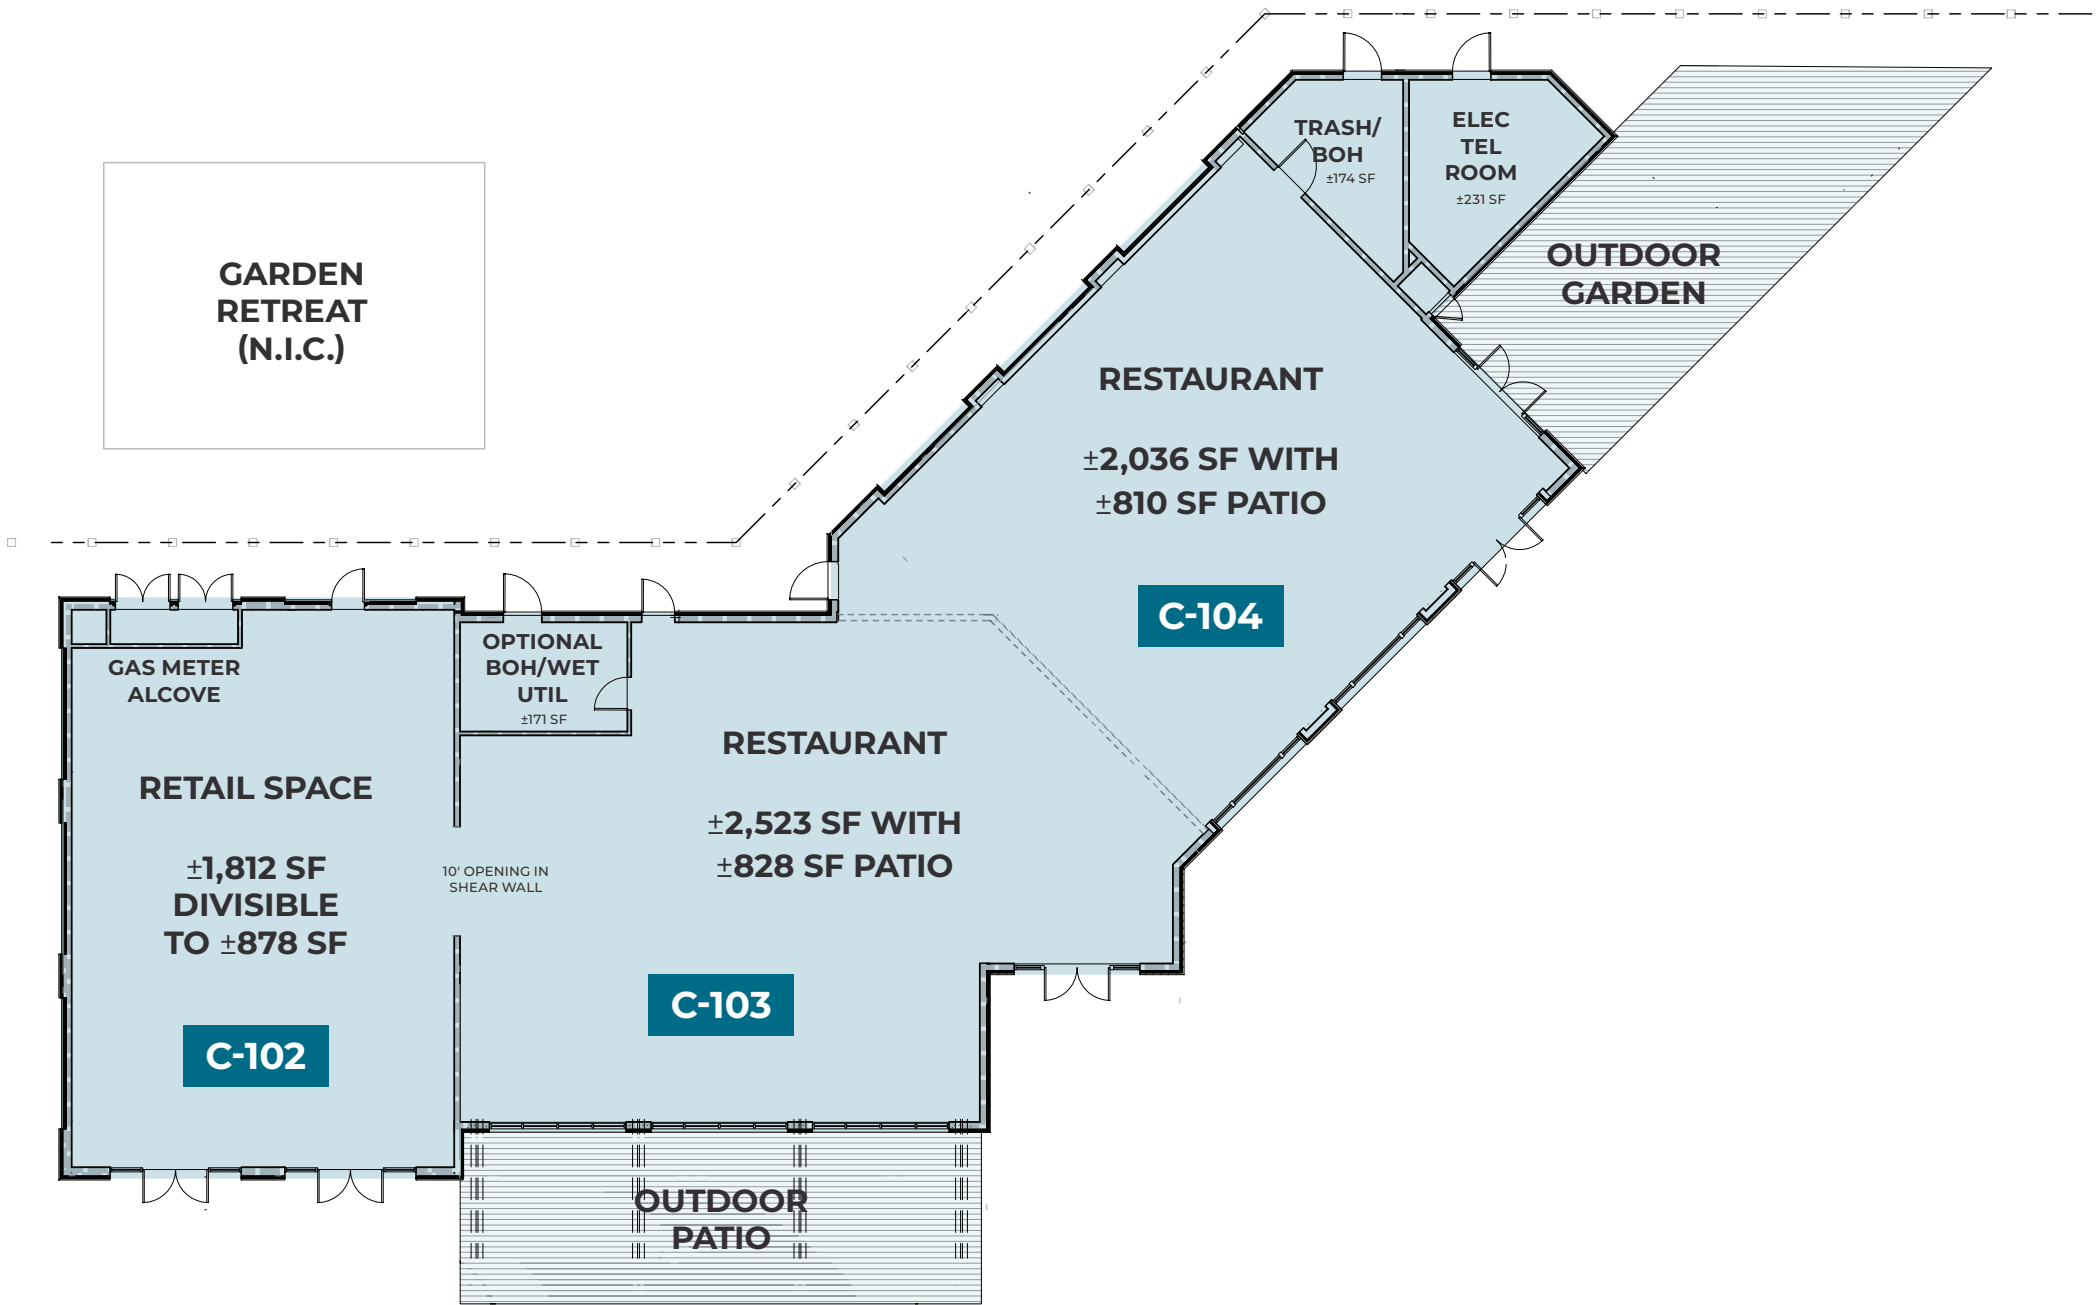 TRASH/
BOH
±174 SF
ELEC
TEL
ROOM
±231 SF
GARDEN
RETREAT
(N.I.C.)
OUTDOOR
GARDEN
RESTAURANT
±2,036 SF WITH
±810 SF PATIO
C-104
GAS METER
ALCOVE
OPTIONAL
BOH/WET
UTIL
±171 SF
RETAIL SPACE
±1,812 SF
DIVISIBLE
TO ±878 SF
C-102
10' OPENING IN
SHEAR WALL
RESTAURANT
±2,523 SF WITH
±828 SF PATIO
C-103
OUTDOOR
PATIO